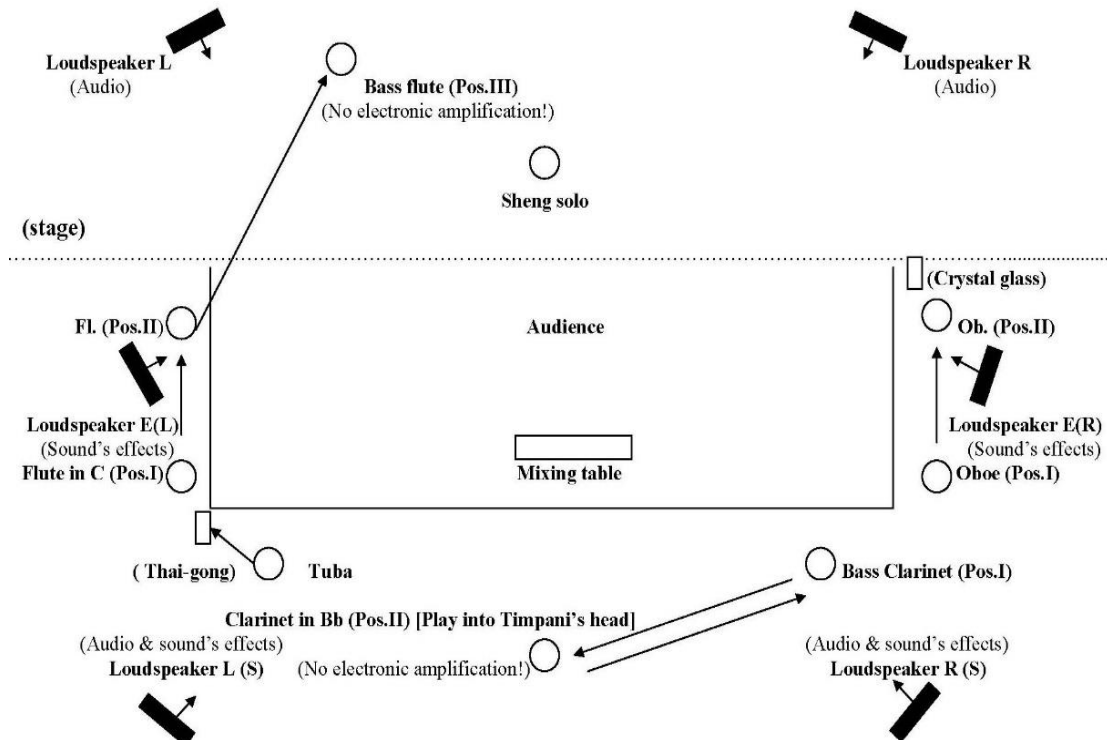 Loudspeaker L
(Audio)
Bass flute (Pos.III)
(No electronic amplification!)
Loudspeaker R
(Audio)
Sheng solo
(stage)
(Crystal glass)
Fl. (Pos.II)
Audience
Ob. (Pos.II)
Loudspeaker E(L)
(Sound's effects)
Flute in C (Pos.I)
Mixing table
Loudspeaker E(R)
(Sound's effects)
Oboe (Pos.I)
( Thai-gong)
Tuba
Bass Clarinet (Pos.I)
Clarinet in Bb (Pos.II) [Play into Timpani's head]
(No electronic amplification!)
(Audio & sound's effects)
Loudspeaker L (S)
(Audio & sound's effects)
Loudspeaker R (S)